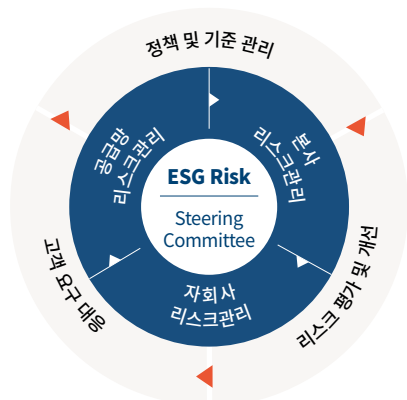 정책 및 기준 관리
공급망
리스크관리
본사
리스크관리
ESG Risk
Steering
Committee
자회사
리스크관리
고객 요구 대응
리스크 평가 및 개선